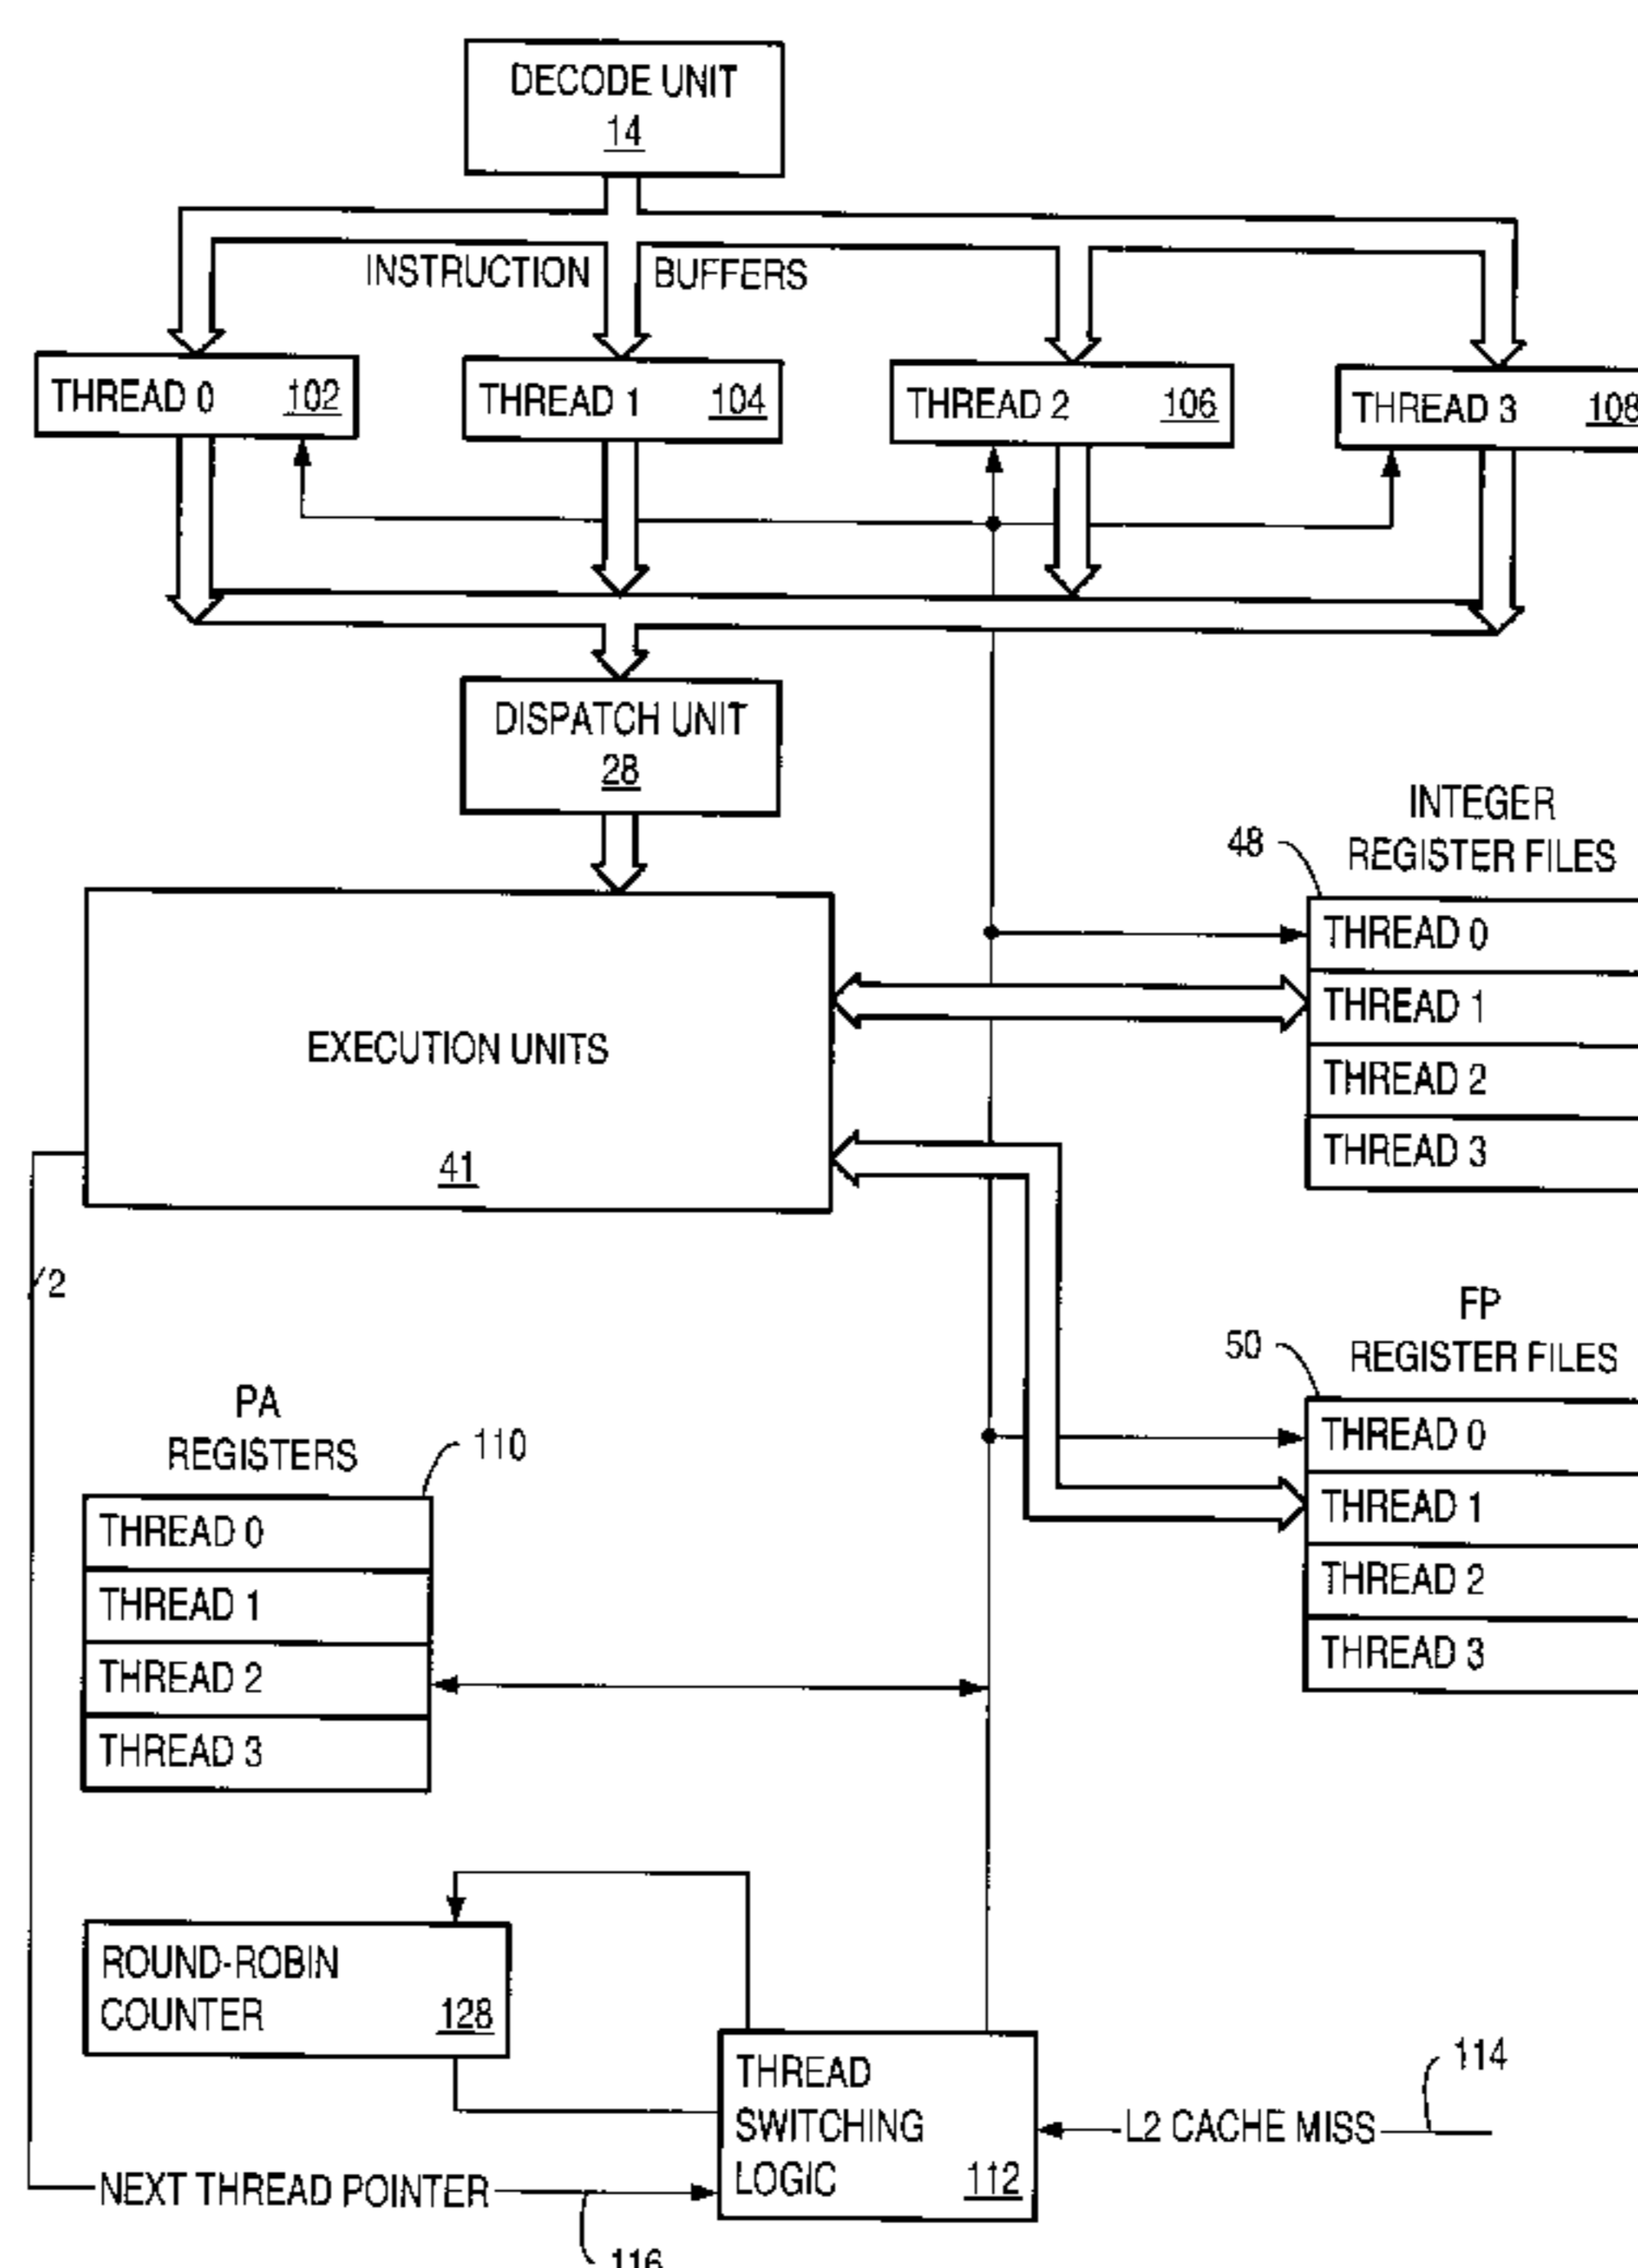 DECODE UNIT
14
INSTRUCTION BUFFERS
THREAD 0 102
THREAD 1 104
THREAD 2 106
THREAD 3 108
DISPATCH UNIT
28
INTEGER
REGISTER FILES
48
THREAD 0
THREAD 1
THREAD 2
THREAD 3
EXECUTION UNITS
41
2
FP
REGISTER FILES
50
THREAD 0
THREAD 1
THREAD 2
THREAD 3
PA
REGISTERS
110
THREAD 0
THREAD 1
THREAD 2
THREAD 3
ROUND-ROBIN
COUNTER 128
THREAD
SWITCHING
LOGIC 112
114
L2 CACHE MISS
NEXT THREAD POINTER
116